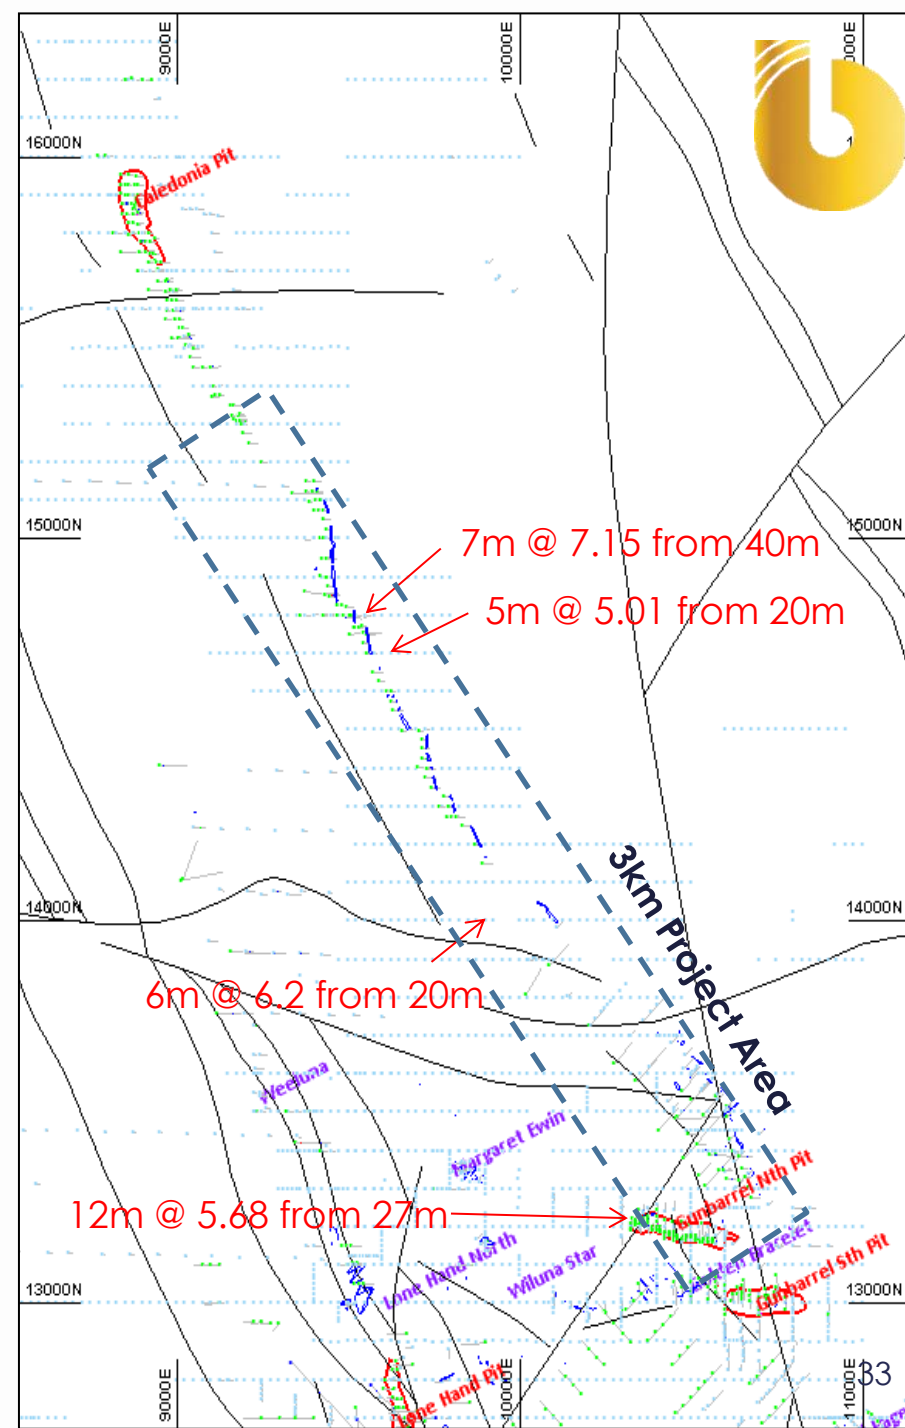 9000E
10000E
16000N
Caledonia Pit
15000N
15000N
7m @ 7.15 from 40m
5m @ 5.01 from 20m
14000N
14000N
3km Project Area
6m @ 6.2 from 20m
Weeluna
Margaret Ewin
Gunbarrel Nth Pit
12m @ 5.68 from 27m
Lone Hand North
Wiluna Star
Gunbarrel Sth Pit
13000N
13000N
Lone Hand Pit
9000E
10000E
11000E
33